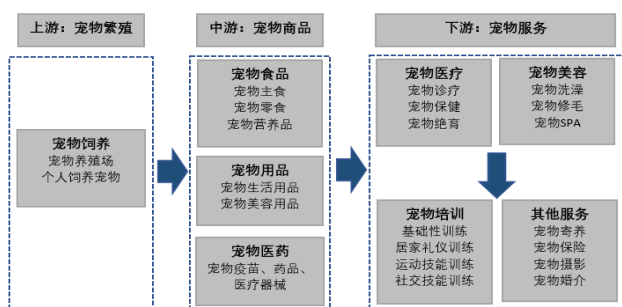 上游：宠物繁殖
宠物饲养
宠物养殖场
个人饲养宠物
中游：宠物商品
宠物食品
宠物主食
宠物零食
宠物营养品
宠物用品
宠物生活用品
宠物美容用品
宠物医药
宠物疫苗、药品、
医疗器械
下游：宠物服务
宠物医疗
宠物诊疗
宠物保健
宠物绝育
宠物美容
宠物洗澡
宠物修毛
宠物SPA
宠物培训
基础性训练
居家礼仪训练
运动技能训练
社交技能训练
其他服务
宠物寄养
宠物保险
宠物摄影
宠物婚介